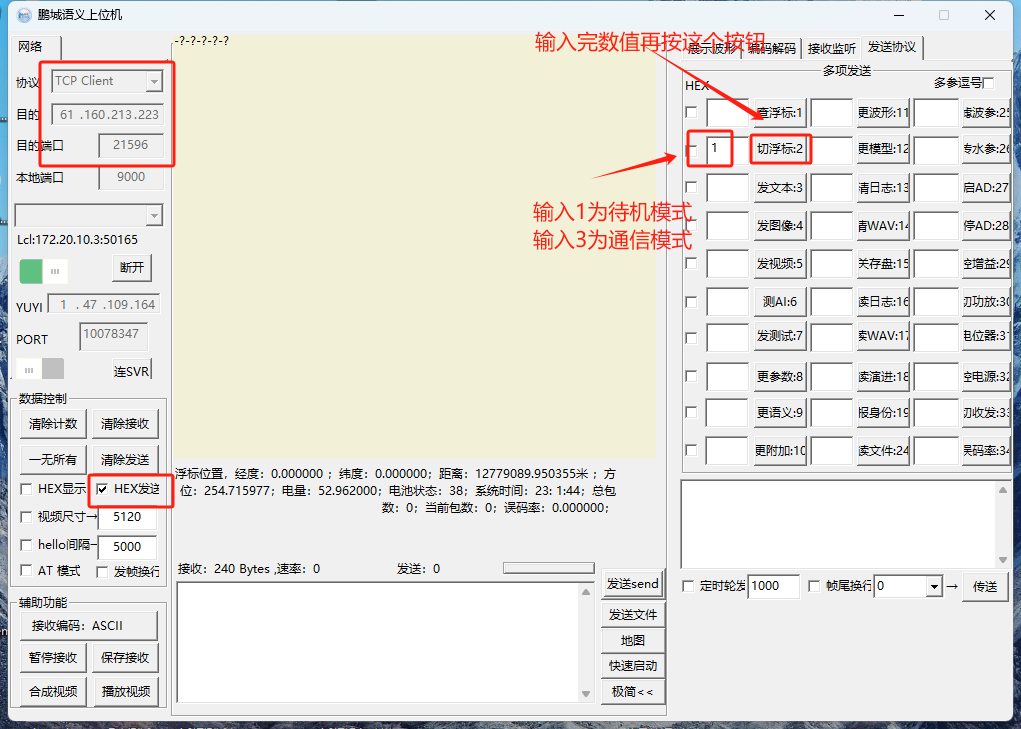 鹏城语义上位机
网络
协议
TCP Client
目的
61 .160.213.223
目的端口
21596
本地端口
9000
Lcl:172.20.10.3:50165
断开
YUYI
1 . 47 .109.164
PORT
10078347
连SVR
数据控制
清除计数
清除接收
一无所有
清除发送
HEX显示
HEX发送
视频尺寸→
5120
hello间隔
5000
AT 模式
发帧换行
辅助功能
接收编码：ASCII
暂停接收
保存接收
合成视频
播放视频
-?-?-?-?-?
浮标位置，经度：0.000000 ；纬度：0.000000；距离：12779089.950355米；方
位：254.715977；电量：52.962000；电池状态：38；系统时间：23: 1:44；总包
数：0；当前包数：0；误码率：0.000000；
接收：240 Bytes ,速率：0
发送：0
发送send
发送文件
地图
快速启动
极简<<
输入完数值再按这个按钮
输入1为待机模式
输入3为通信模式
展示波形
编码解码
接收监听
发送协议
多项发送
HEX
多参逗号
查浮标:1
更波形:11
滤波参:25
1
切浮标:2
更模型:12
传水参:26
发文本:3
清日志:13
启AD:27
发图像:4
清WAV:14
停AD:28
发视频:5
关存盘:15
控增益:29
测AI:6
读日志:16
切功放:30
发测试:7
读WAV:17
电位器:31
更参数:8
读演进:18
控电源:32
更语义:9
报身份:19
切收发:33
更附加:10
读文件:24
误码率:34
定时轮发
1000
帧尾换行
0
→
传送